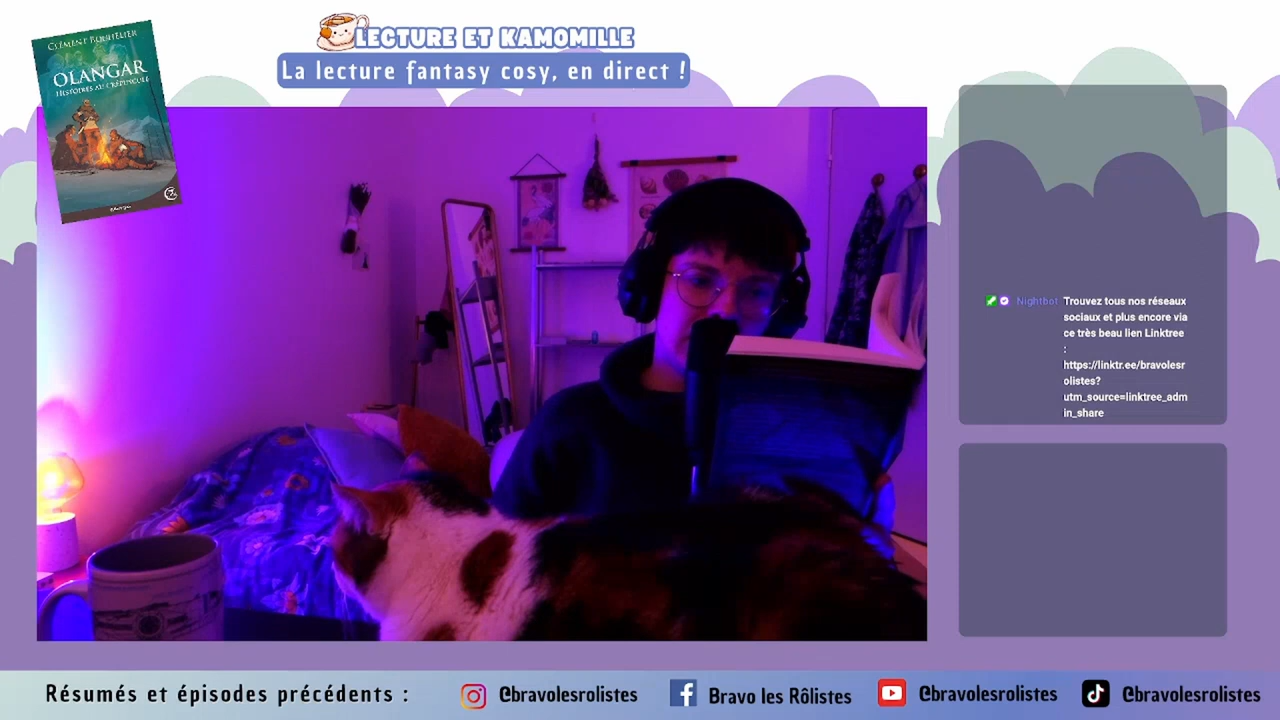 CLÉMENT BOUHÉLIER
OLANGAR
HISTOIRES AU CRÉPUSCULE
LECTURE ET KAMOMILLE
La lecture fantasy cosy, en direct !
Nightbot Trouvez tous nos réseaux
sociaux et plus encore via
ce très beau lien Linktree
:
https://linktr.ee/bravolesr
olistes?
utm_source=linktree_adm
in_share
Résumés et épisodes précédents :
@bravolesrolistes
Bravo les Rôlistes
@bravolesrolistes
@bravolesrolistes